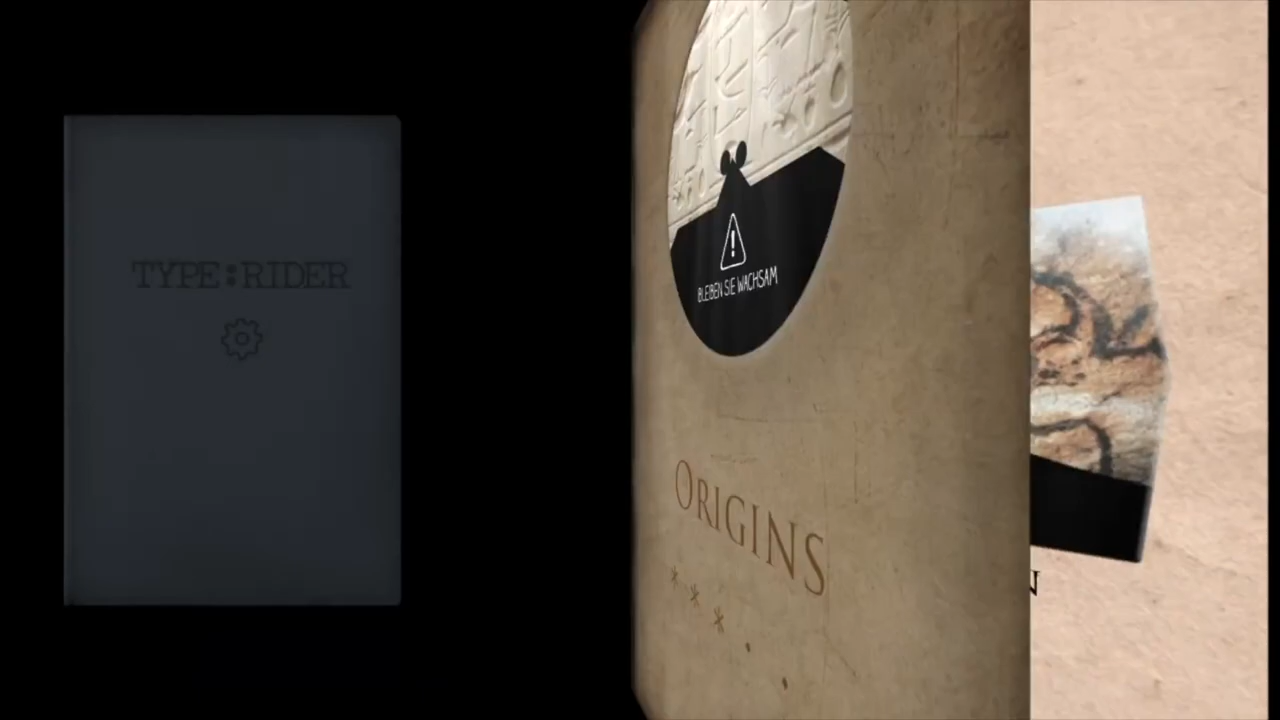 TYPE:RIDER
BLEIBEN SIE WACHSAM
ORIGINS
* * *
N